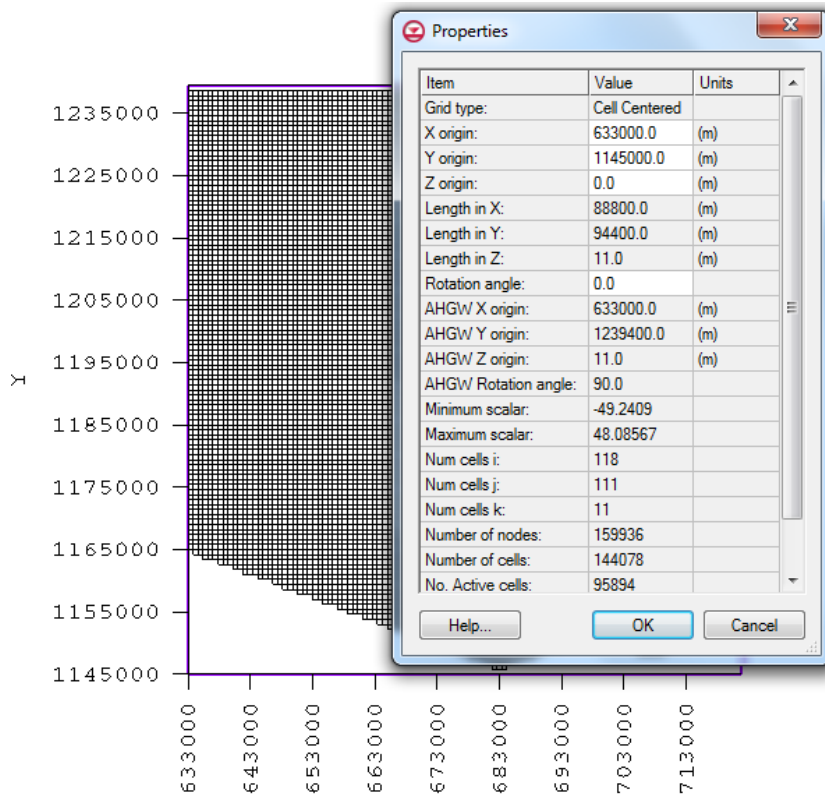 Properties
Item Value Units
Grid type: Cell Centered
X origin: 633000.0 (m)
Y origin: 1145000.0 (m)
Z origin: 0.0 (m)
Length in X: 88800.0 (m)
Length in Y: 94400.0 (m)
Length in Z: 11.0 (m)
Rotation angle: 0.0
AHGW X origin: 633000.0 (m)
AHGW Y origin: 1239400.0 (m)
AHGW Z origin: 11.0 (m)
AHGW Rotation angle: 90.0
Minimum scalar: -49.2409
Maximum scalar: 48.08567
Num cells i: 118
Num cells j: 111
Num cells k: 11
Number of nodes: 159936
Number of cells: 144078
No. Active cells: 95894
Help... OK Cancel
Y
1235000
1225000
1215000
1205000
1195000
1185000
1175000
1165000
1155000
1145000
633000
643000
653000
663000
673000
683000
693000
703000
713000